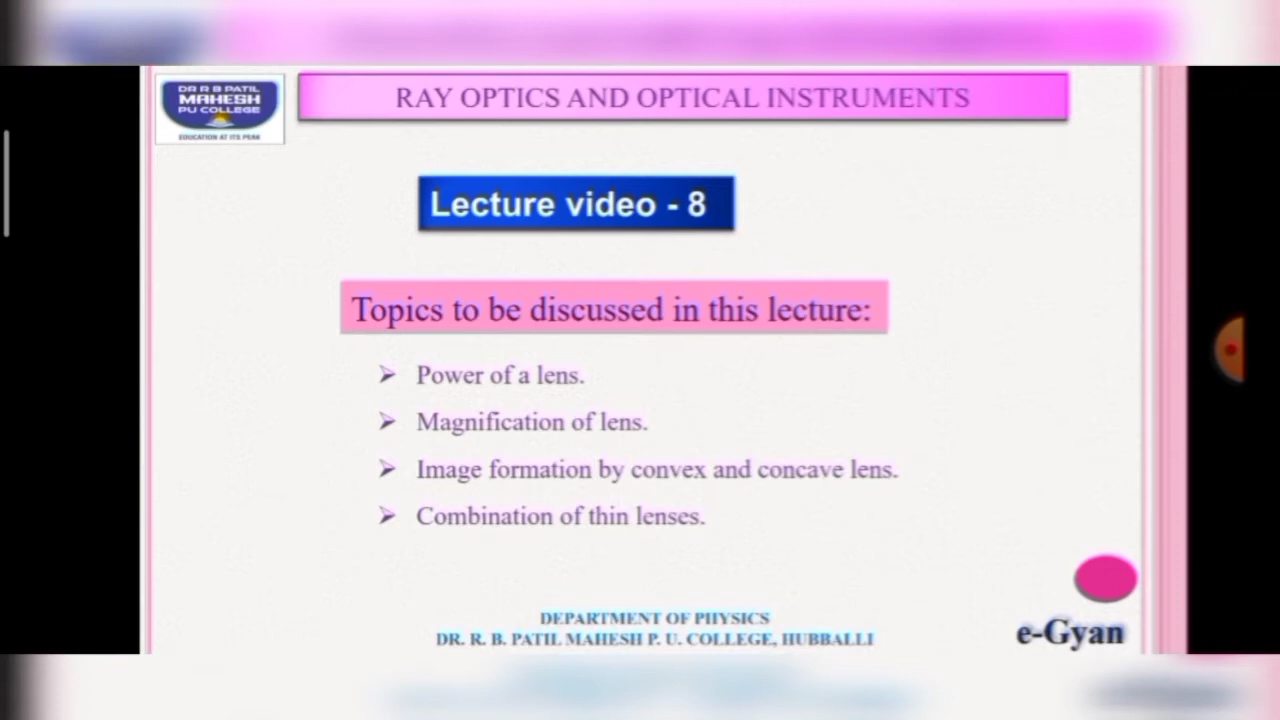 DR R B PATIL
MAHESH
PU COLLEGE
EDUCATION AT ITS PEAK
RAY OPTICS AND OPTICAL INSTRUMENTS
Lecture video - 8
Topics to be discussed in this lecture:
➢ Power of a lens.
➢ Magnification of lens.
➢ Image formation by convex and concave lens.
➢ Combination of thin lenses.
DEPARTMENT OF PHYSICS
DR. R. B. PATIL MAHESH P. U. COLLEGE, HUBBALLI
e-Gyan